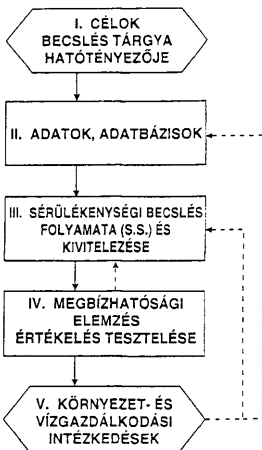 I. CÉLOK
BECSLÉS TÁRGYA
HATÓTÉNYEZŐJE
II. ADATOK, ADATBÁZISOK
III. SÉRÜLÉKENYSÉGI BECSLÉS
FOLYAMATA (S.S.) ÉS
KIVITELEZÉSE
IV. MEGBÍZHATÓSÁGI
ELEMZÉS
ÉRTÉKELÉS TESZTELÉSE
V. KÖRNYEZET- ÉS
VÍZGAZDÁLKODÁSI
INTÉZKEDÉSEK